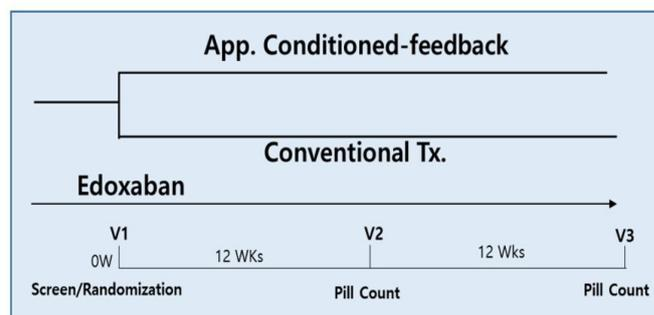 App. Conditioned-feedback
Conventional Tx.
Edoxaban
V1
V2
V3
0W
12 WKs
12 Wks
Screen/Randomization
Pill Count
Pill Count